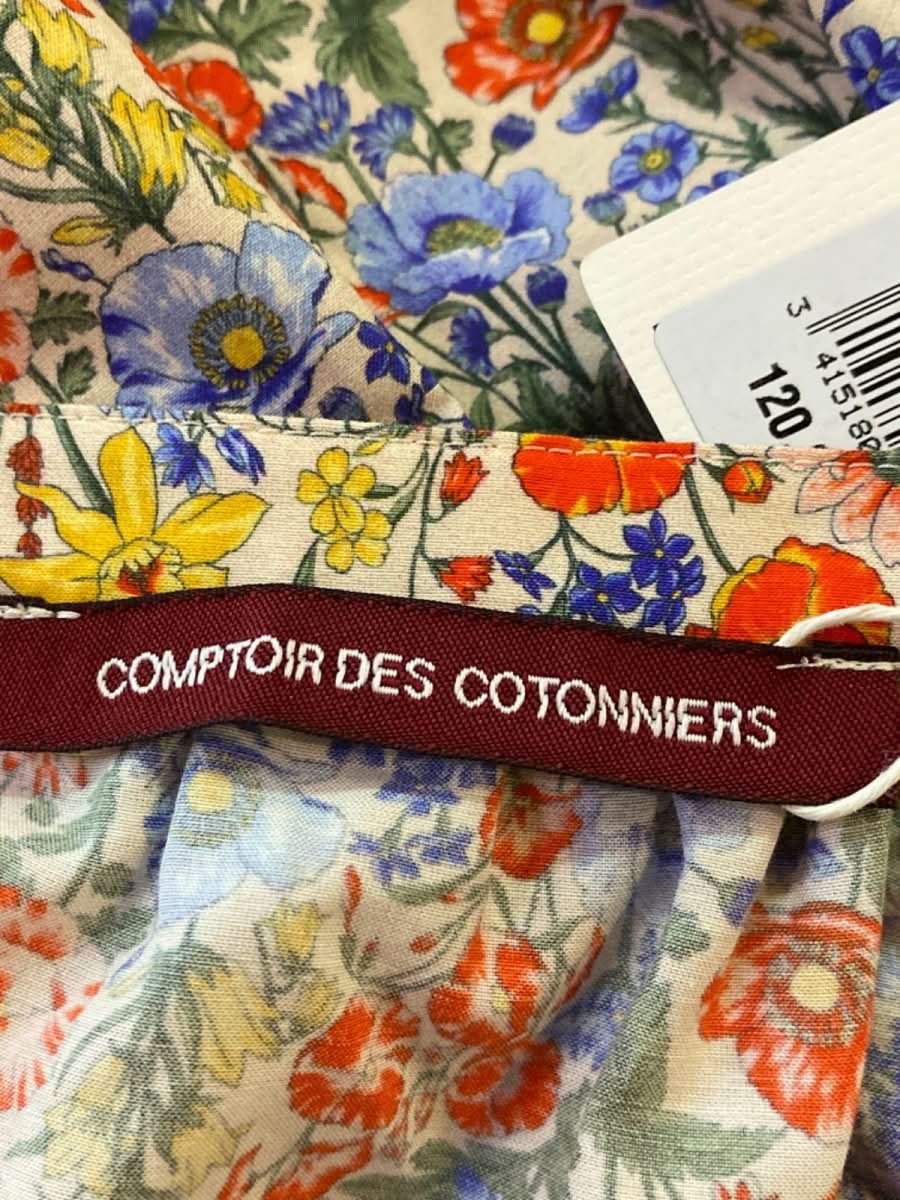 3
415180
120
COMPTOIR DES COTONNIERS